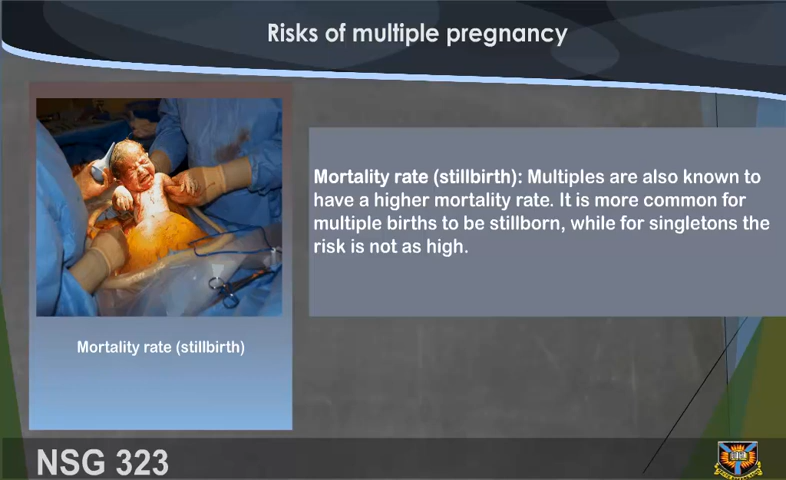 Risks of multiple pregnancy
Mortality rate (stillbirth): Multiples are also known to
have a higher mortality rate. It is more common for
multiple births to be stillborn, while for singletons the
risk is not as high.
Mortality rate (stillbirth)
NSG 323